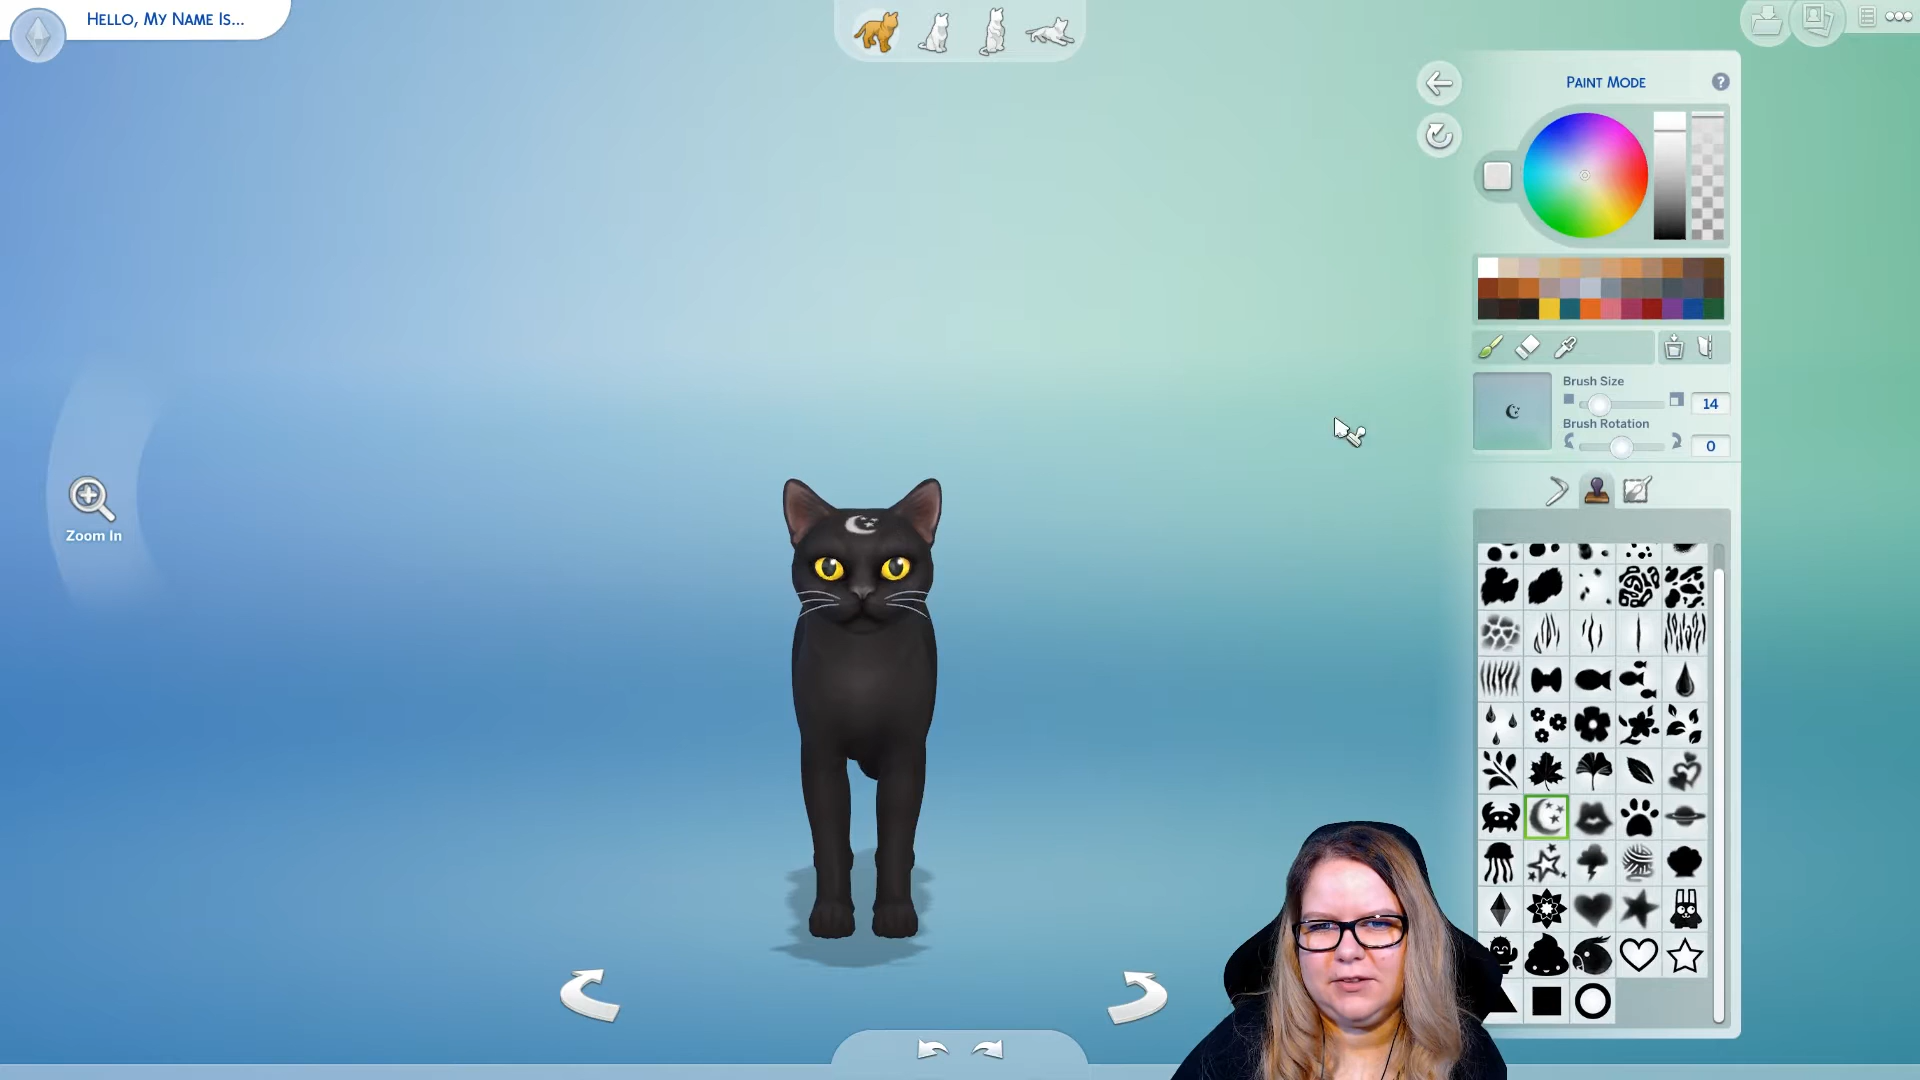 Hello, My Name Is...
Paint Mode
?
Brush Size
14
Brush Rotation
0
Zoom In